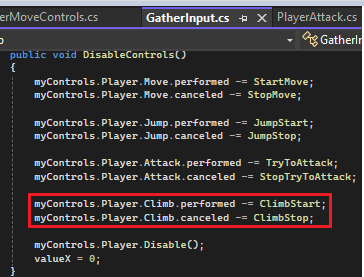 erMoveControls.cs
GatherInput.cs
PlayerAttack.cs
GatherIn
public void DisableControls()
{
myControls.Player.Move.performed -= StartMove;
myControls.Player.Move.canceled -= StopMove;
myControls.Player.Jump.performed -= JumpStart;
myControls.Player.Jump.canceled -= JumpStop;
myControls.Player.Attack.performed -= TryToAttack;
myControls.Player.Attack.canceled -= StopTryToAttack;
myControls.Player.Climb.performed -= ClimbStart;
myControls.Player.Climb.canceled -= ClimbStop;
myControls.Player.Disable();
valueX = 0;
}